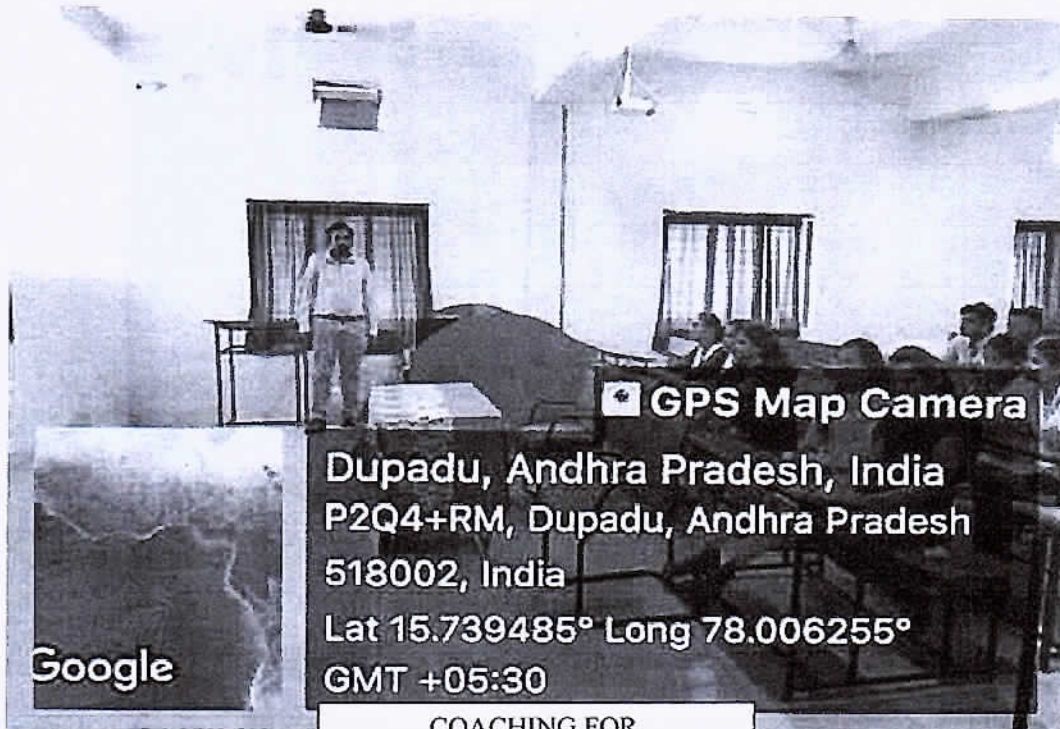 GPS Map Camera
Dupadu, Andhra Pradesh, India
P2Q4+RM, Dupadu, Andhra Pradesh
518002, India
Lat 15.739485° Long 78.006255°
GMT +05:30
Google
COACHING FOR